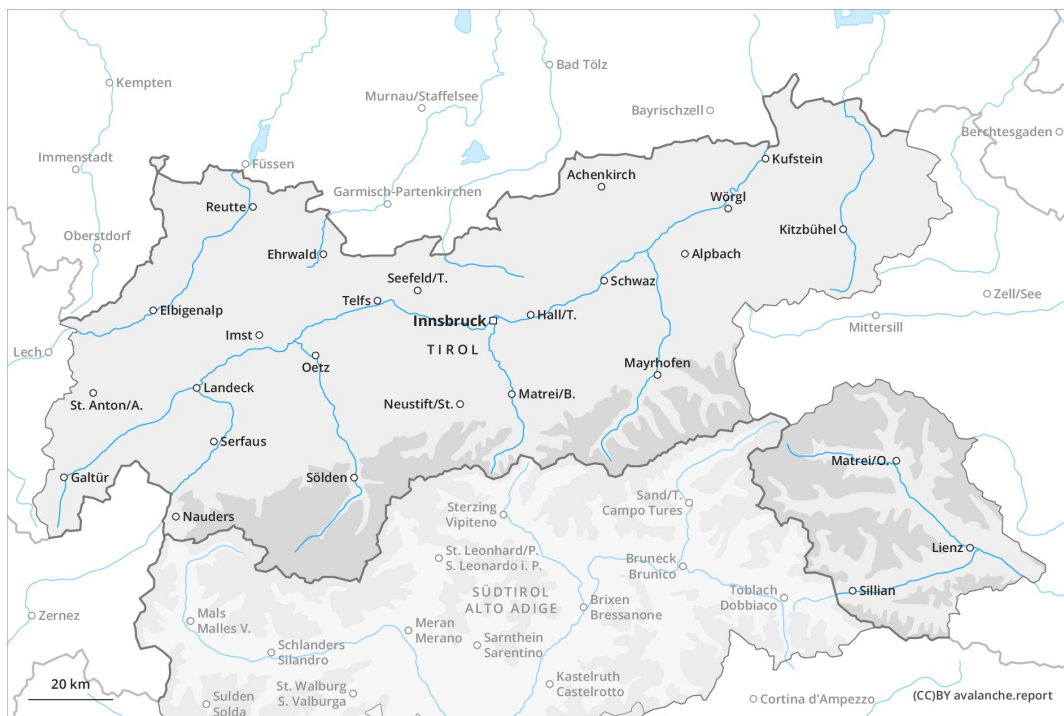 Kempten
Bad Tölz
Murnau/Staffelsee
Bayrischzell
Berchtesgaden
Immenstadt
Füssen
Kufstein
Achenkirch
Garmisch-Partenkirchen
Reutte
Wörgl
Oberstdorf
Kitzbühel
Ehrwald
Alpbach
Seefeld/T.
Schwaz
Telfs
Zell/See
Elbigenalp
Innsbruck
Hall/T.
Mittersill
Imst
TIROL
Lech
Oetz
Mayrhofen
Landeck
St. Anton/A.
Neustift/St.
Matrei/B.
Serfaus
Matrei/O.
Galtür
Sölden
Sand/T.
Campo Tures
Nauders
Sterzing
Vipiteno
Lienz
St. Leonhard/P.
S. Leonardo i. P.
Bruneck
Brunico
SÜDTIROL
ALTO ADIGE
Sillian
Toblach
Dobbiaco
Brixen
Bressanone
Zernez
Mals
Malles V.
Meran
Merano
Sarnthein
Sarentino
Schlanders
Silandro
Kastelruth
Castelrotto
20 km
St. Walburg
S. Valburga
Sulden
Solda
Cortina d'Ampezzo
(CC)BY avalanche.report